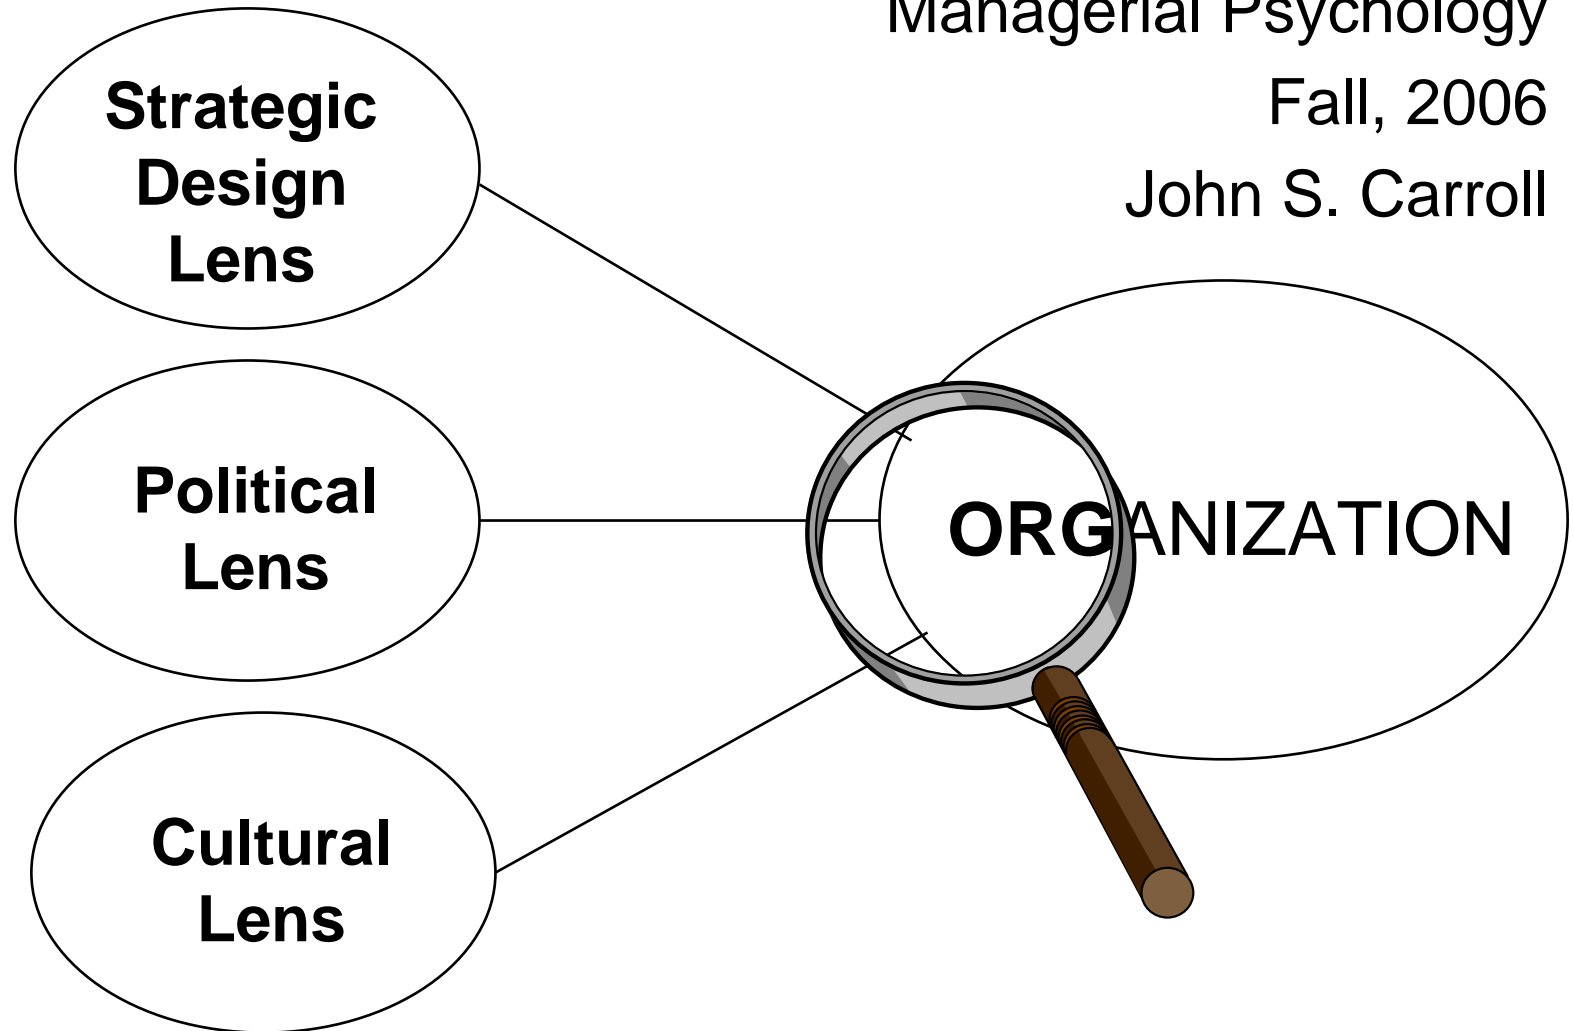 Managerial Psychology
Fall, 2006
John S. Carroll
Strategic
Design
Lens
Political
Lens
ORGANIZATION
Cultural
Lens